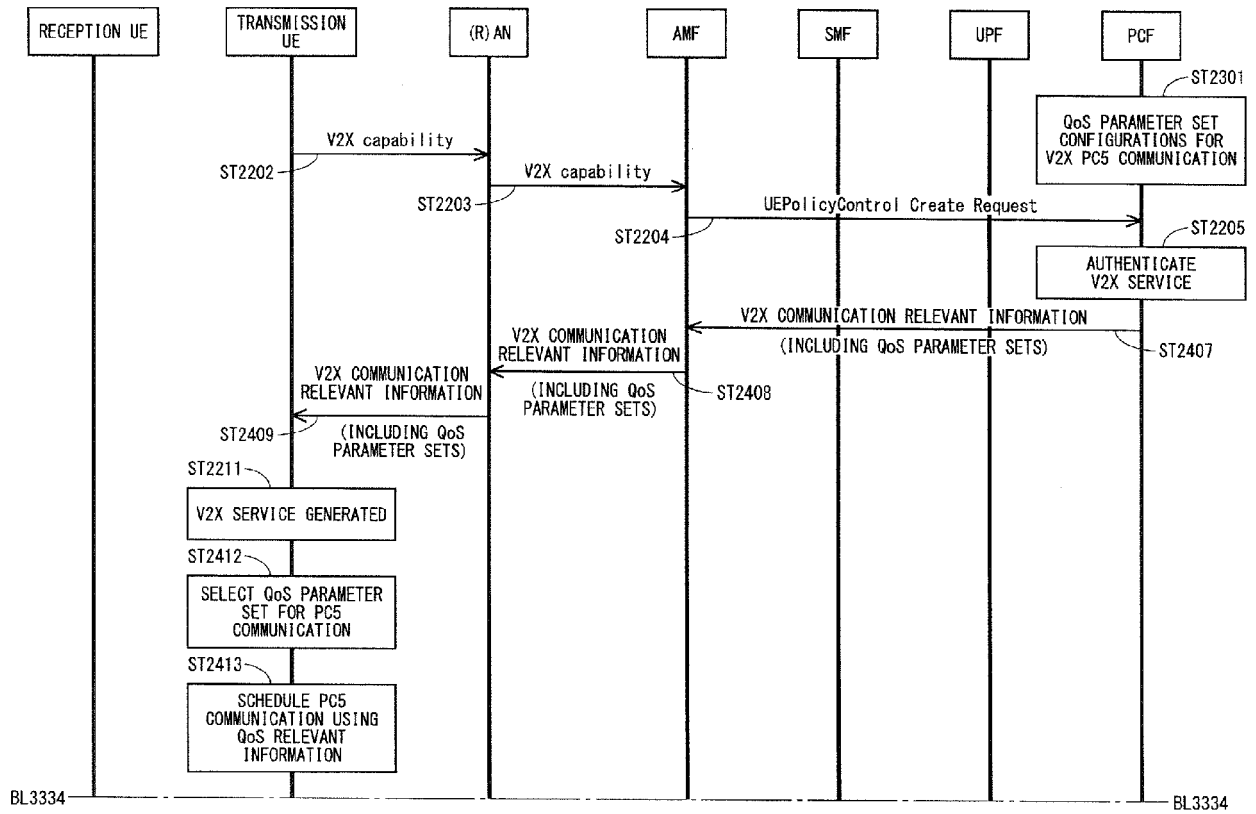 RECEPTION UE
TRANSMISSION
UE
(R)AN
AMF
SMF
UPF
PCF
ST2301
QoS PARAMETER SET
CONFIGURATIONS FOR
V2X PC5 COMMUNICATION
V2X capability
ST2202
V2X capability
ST2203
UEPolicyControl Create Request
ST2204
ST2205
AUTHENTICATE
V2X SERVICE
V2X COMMUNICATION RELEVANT INFORMATION
(INCLUDING QoS PARAMETER SETS)
ST2407
V2X COMMUNICATION
RELEVANT INFORMATION
(INCLUDING QoS
PARAMETER SETS)
ST2408
V2X COMMUNICATION
RELEVANT INFORMATION
(INCLUDING QoS
PARAMETER SETS)
ST2409
ST2211
V2X SERVICE GENERATED
ST2412
SELECT QoS PARAMETER
SET FOR PC5
COMMUNICATION
ST2413
SCHEDULE PC5
COMMUNICATION USING
QoS RELEVANT
INFORMATION
BL3334
BL3334